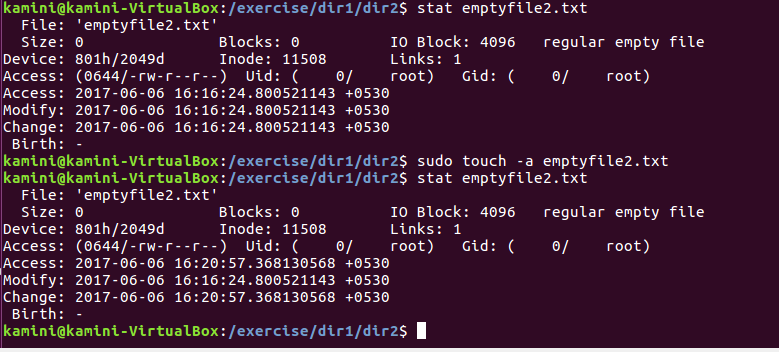 kamini@kamini-VirtualBox:/exercise/dir1/dir2$ stat emptyfile2.txt
  File: 'emptyfile2.txt'
  Size: 0         	Blocks: 0          IO Block: 4096   regular empty file
Device: 801h/2049d	Inode: 11508       Links: 1
Access: (0644/-rw-r--r--)  Uid: (    0/    root)   Gid: (    0/    root)
Access: 2017-06-06 16:16:24.800521143 +0530
Modify: 2017-06-06 16:16:24.800521143 +0530
Change: 2017-06-06 16:16:24.800521143 +0530
 Birth: -
kamini@kamini-VirtualBox:/exercise/dir1/dir2$ sudo touch -a emptyfile2.txt
kamini@kamini-VirtualBox:/exercise/dir1/dir2$ stat emptyfile2.txt
  File: 'emptyfile2.txt'
  Size: 0         	Blocks: 0          IO Block: 4096   regular empty file
Device: 801h/2049d	Inode: 11508       Links: 1
Access: (0644/-rw-r--r--)  Uid: (    0/    root)   Gid: (    0/    root)
Access: 2017-06-06 16:20:57.368130568 +0530
Modify: 2017-06-06 16:16:24.800521143 +0530
Change: 2017-06-06 16:20:57.368130568 +0530
 Birth: -
kamini@kamini-VirtualBox:/exercise/dir1/dir2$